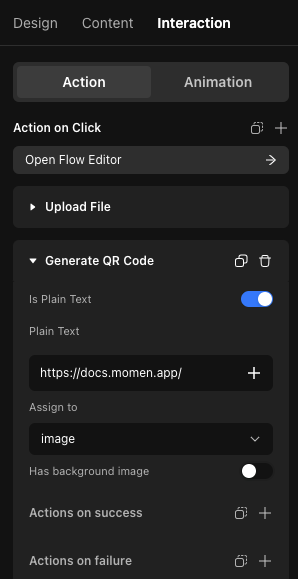 Design Content Interaction
Action Animation
Action on Click
Open Flow Editor
Upload File
Generate QR Code
Is Plain Text
Plain Text
https://docs.momen.app/
Assign to
image
Has background image
Actions on success
Actions on failure